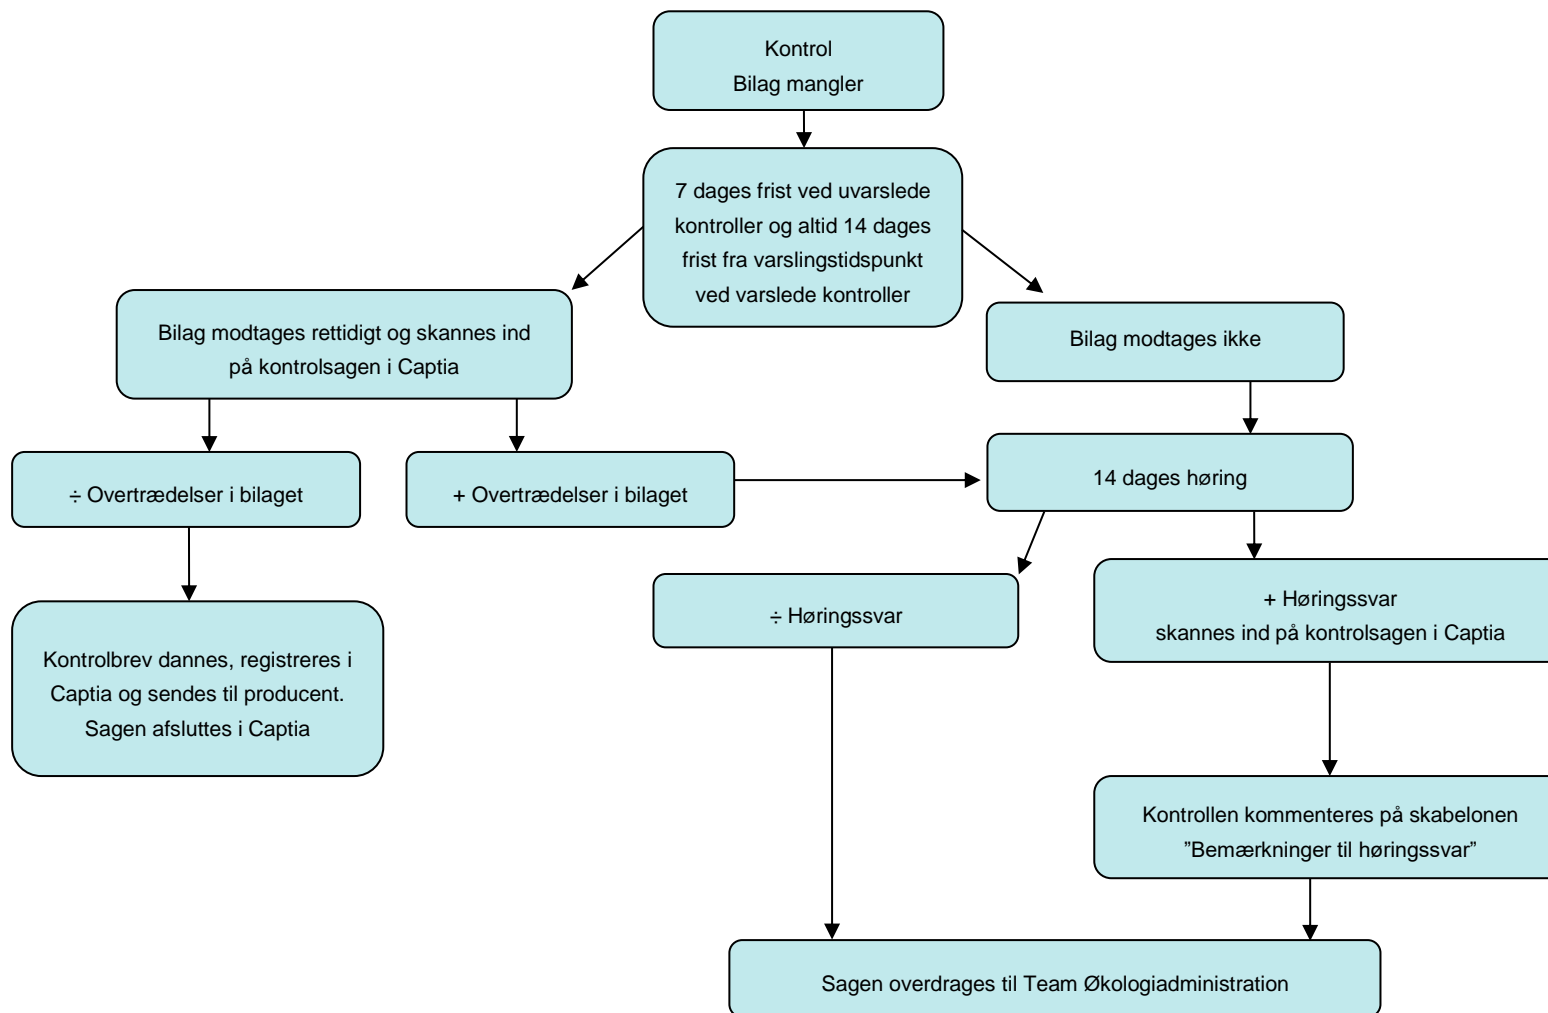 Kontrol
Bilag mangler
7 dages frist ved uvarslede
kontroller og altid 14 dages
frist fra varslingstidspunkt
ved varslede kontroller
Bilag modtages rettidigt og skannes ind
på kontrolsagen i Captia
Bilag modtages ikke
÷ Overtrædelser i bilaget
+ Overtrædelser i bilaget
14 dages høring
÷ Høringssvar
+ Høringssvar
skannes ind på kontrolsagen i Captia
Kontrolbrev dannes, registreres i
Captia og sendes til producent.
Sagen afsluttes i Captia
Kontrollen kommenteres på skabelonen
”Bemærkninger til høringssvar”
Sagen overdrages til Team Økologiadministration